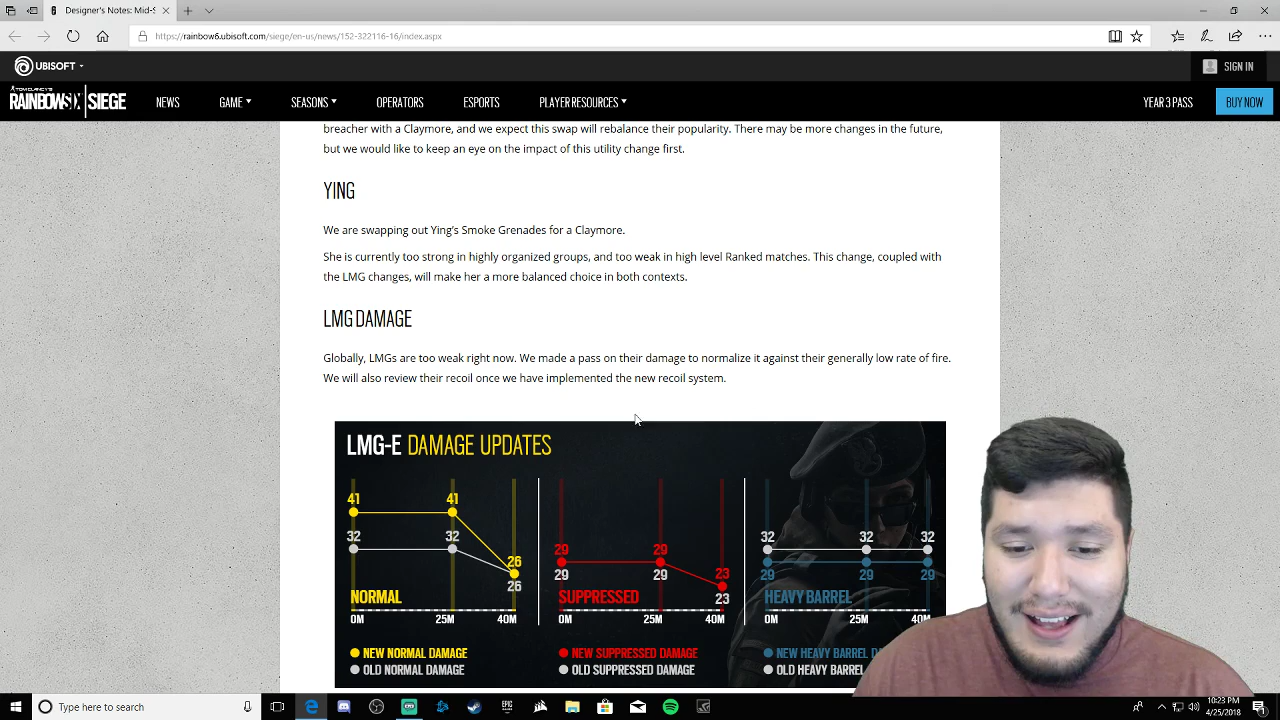 Designer's Notes: Mid-S
https://rainbow6.ubisoft.com/siege/en-us/news/152-322116-16/index.aspx
UBISOFT
SIGN IN
TOM CLANCY'S
RAINBOW SIX SIEGE
NEWS
GAME
SEASONS
OPERATORS
ESPORTS
PLAYER RESOURCES
YEAR 3 PASS
BUY NOW
breacher with a Claymore, and we expect this swap will rebalance their popularity. There may be more changes in the future,
but we would like to keep an eye on the impact of this utility change first.
YING
We are swapping out Ying's Smoke Grenades for a Claymore.
She is currently too strong in highly organized groups, and too weak in high level Ranked matches. This change, coupled with
the LMG changes, will make her a more balanced choice in both contexts.
LMG DAMAGE
Globally, LMGs are too weak right now. We made a pass on their damage to normalize it against their generally low rate of fire.
We will also review their recoil once we have implemented the new recoil system.
LMG-E DAMAGE UPDATES
41 41
32 32
26
26
NORMAL
0M 25M 40M
NEW NORMAL DAMAGE
OLD NORMAL DAMAGE
29 29
29 29
23
23
SUPPRESSED
0M 25M 40M
NEW SUPPRESSED DAMAGE
OLD SUPPRESSED DAMAGE
32 32 32
29 29 29
HEAVY BARREL
0M 25M 40M
NEW HEAVY BARREL
OLD HEAVY BARREL
Type here to search
EPIC
10:23 PM
4/25/2018